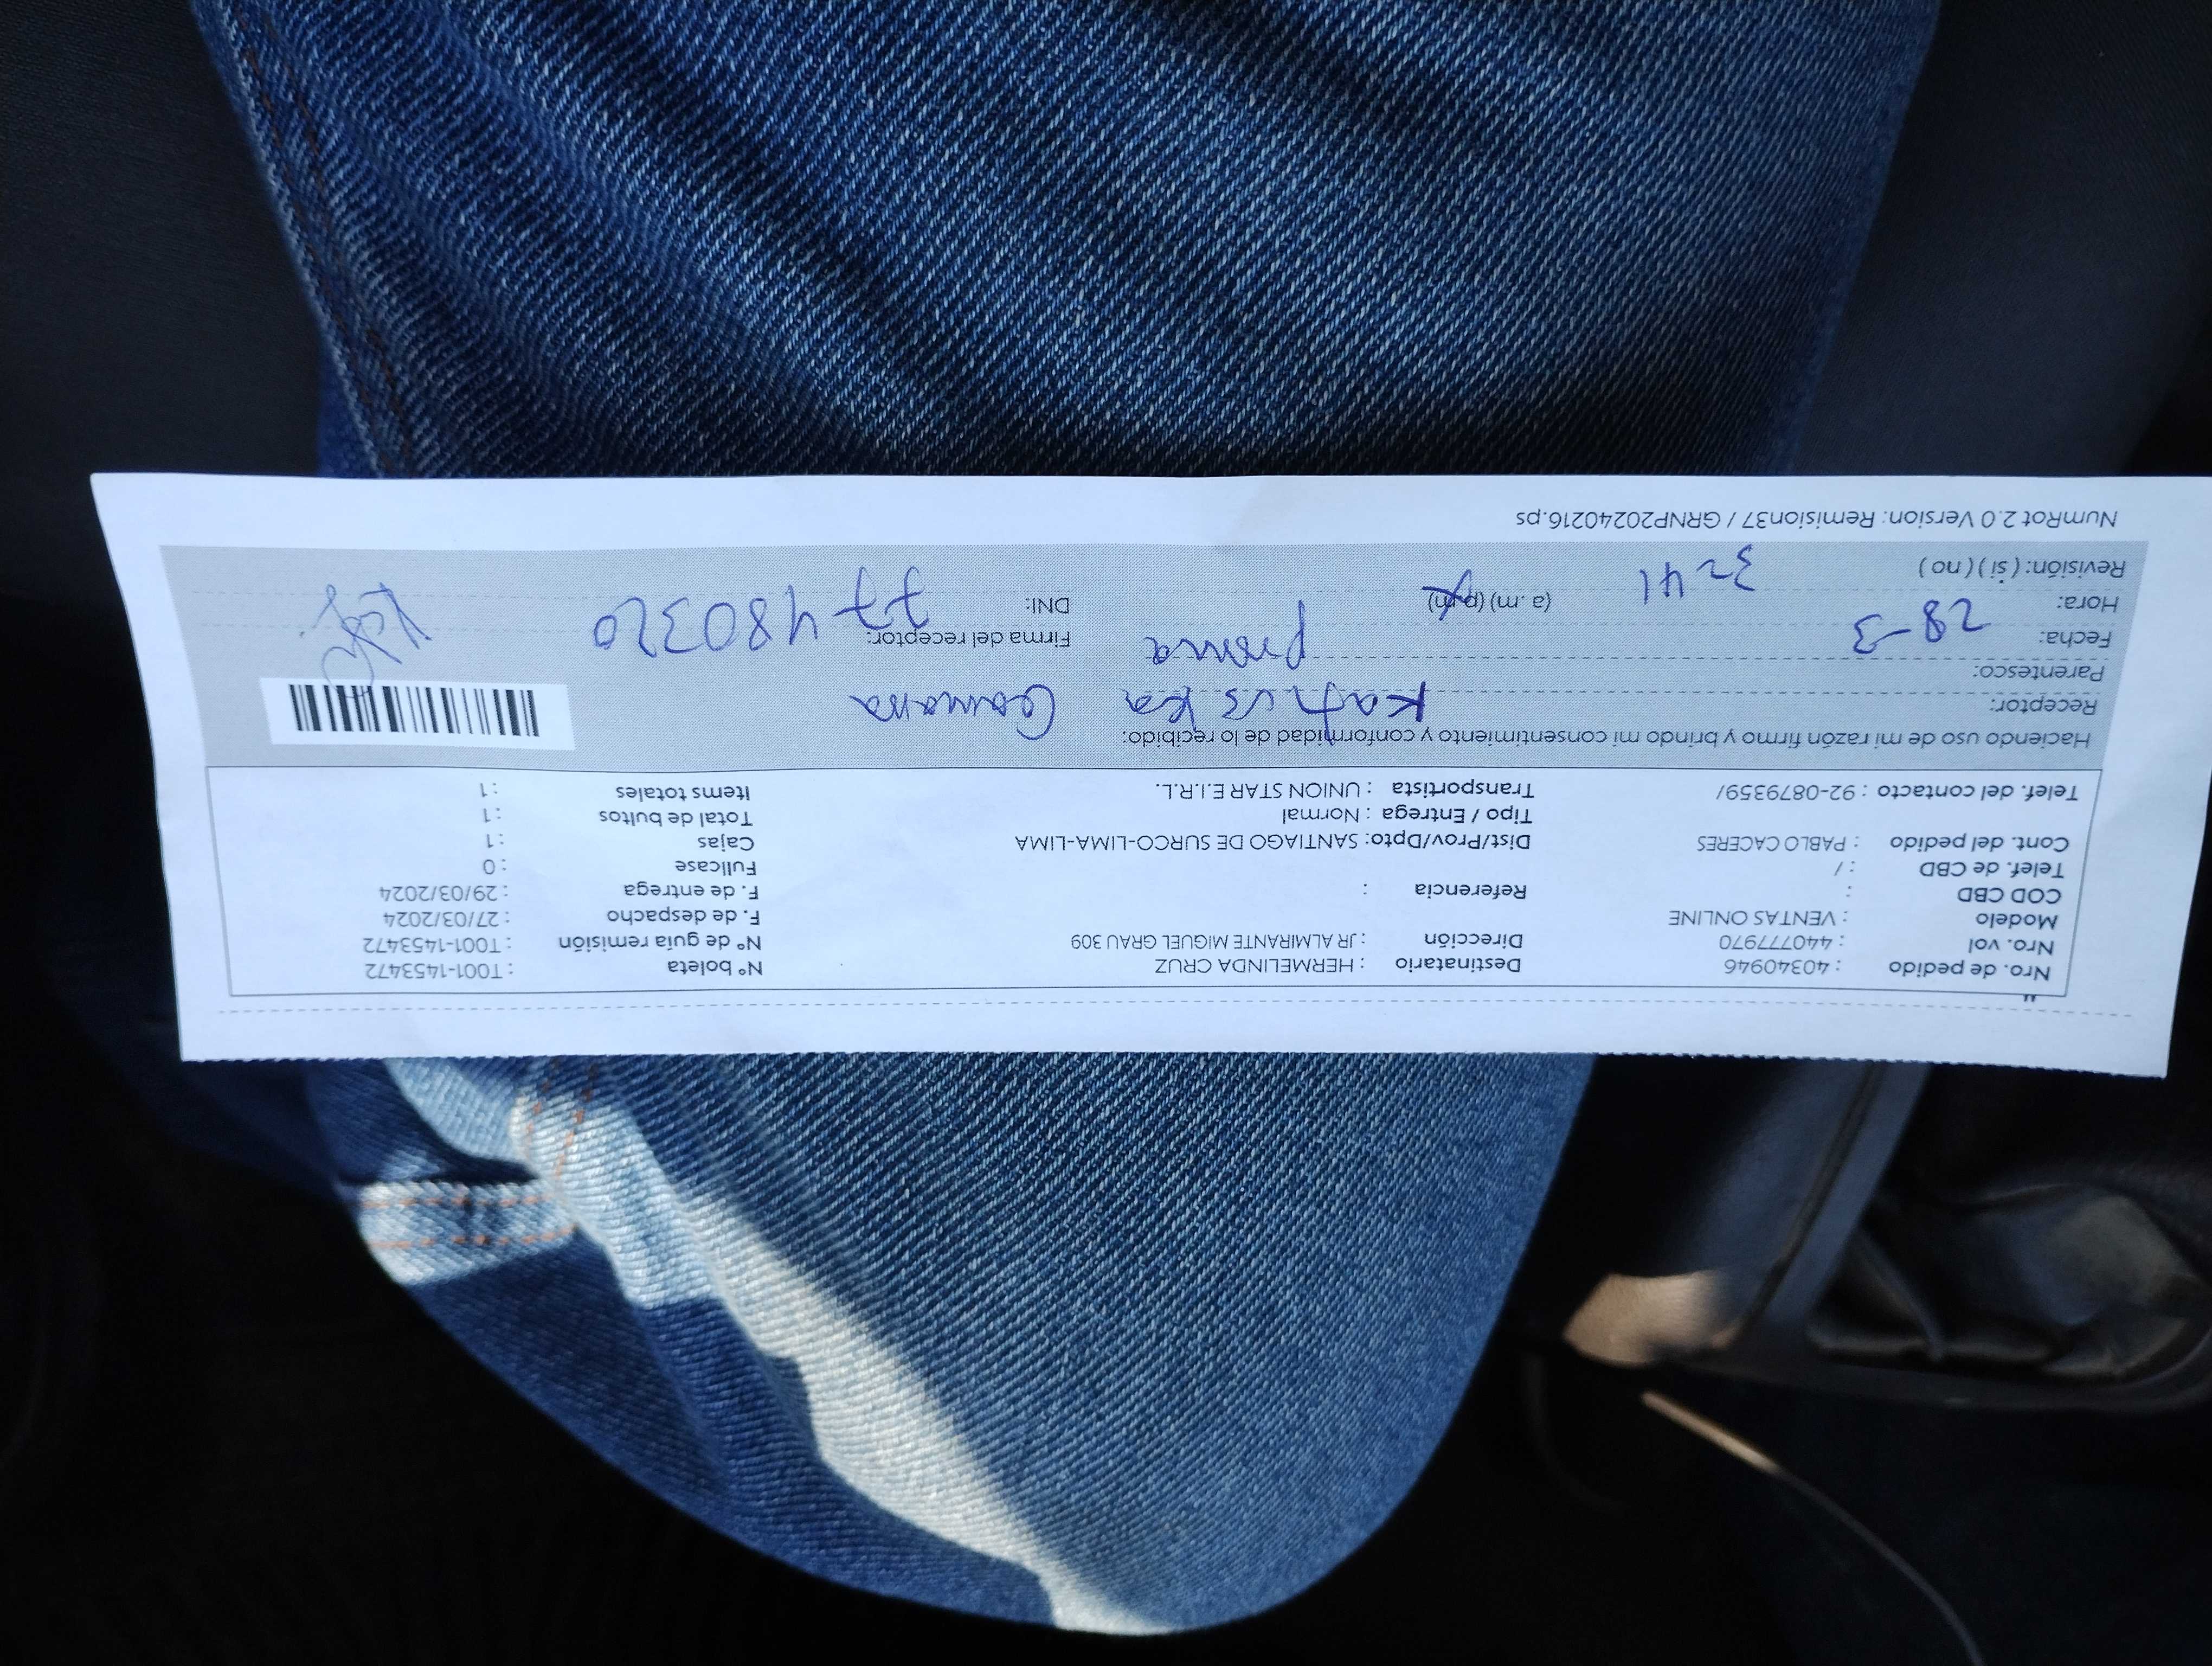 Nro. de pedido : 40340946 Destinatario : HERMELINDA CRUZ Nº boleta : T001-1453472
Nro. vol : 44077970 Dirección : JR ALMIRANTE MIGUEL GRAU 309 Nº de guia remisión : T001-1453472
Modelo : VENTAS ONLINE F. de despacho : 27/03/2024
COD CBD : Referencia : F. de entrega : 29/03/2024
Telef. de CBD : / Fullcase : 0
Cont. del pedido : PABLO CACERES Dist/Prov/Dpto: SANTIAGO DE SURCO-LIMA-LIMA Cajas : 1
Tipo / Entrega : Normal Total de bultos : 1
Telef. del contacto : 92-0879359/ Transportista : UNION STAR E.I.R.L. Items totales : 1
Haciendo uso de mi razón firmo y brindo mi consentimiento y conformidad de lo recibido:
Receptor: Camana
Parentesco: prima
Fecha: 28-3 Firma del receptor:
Hora: 3:41 (a. m) (p. m) DNI: 77480320
Revisión: ( si ) ( no )
NumRot 2.0 Version: Remision37 / GRNP20240216.ps